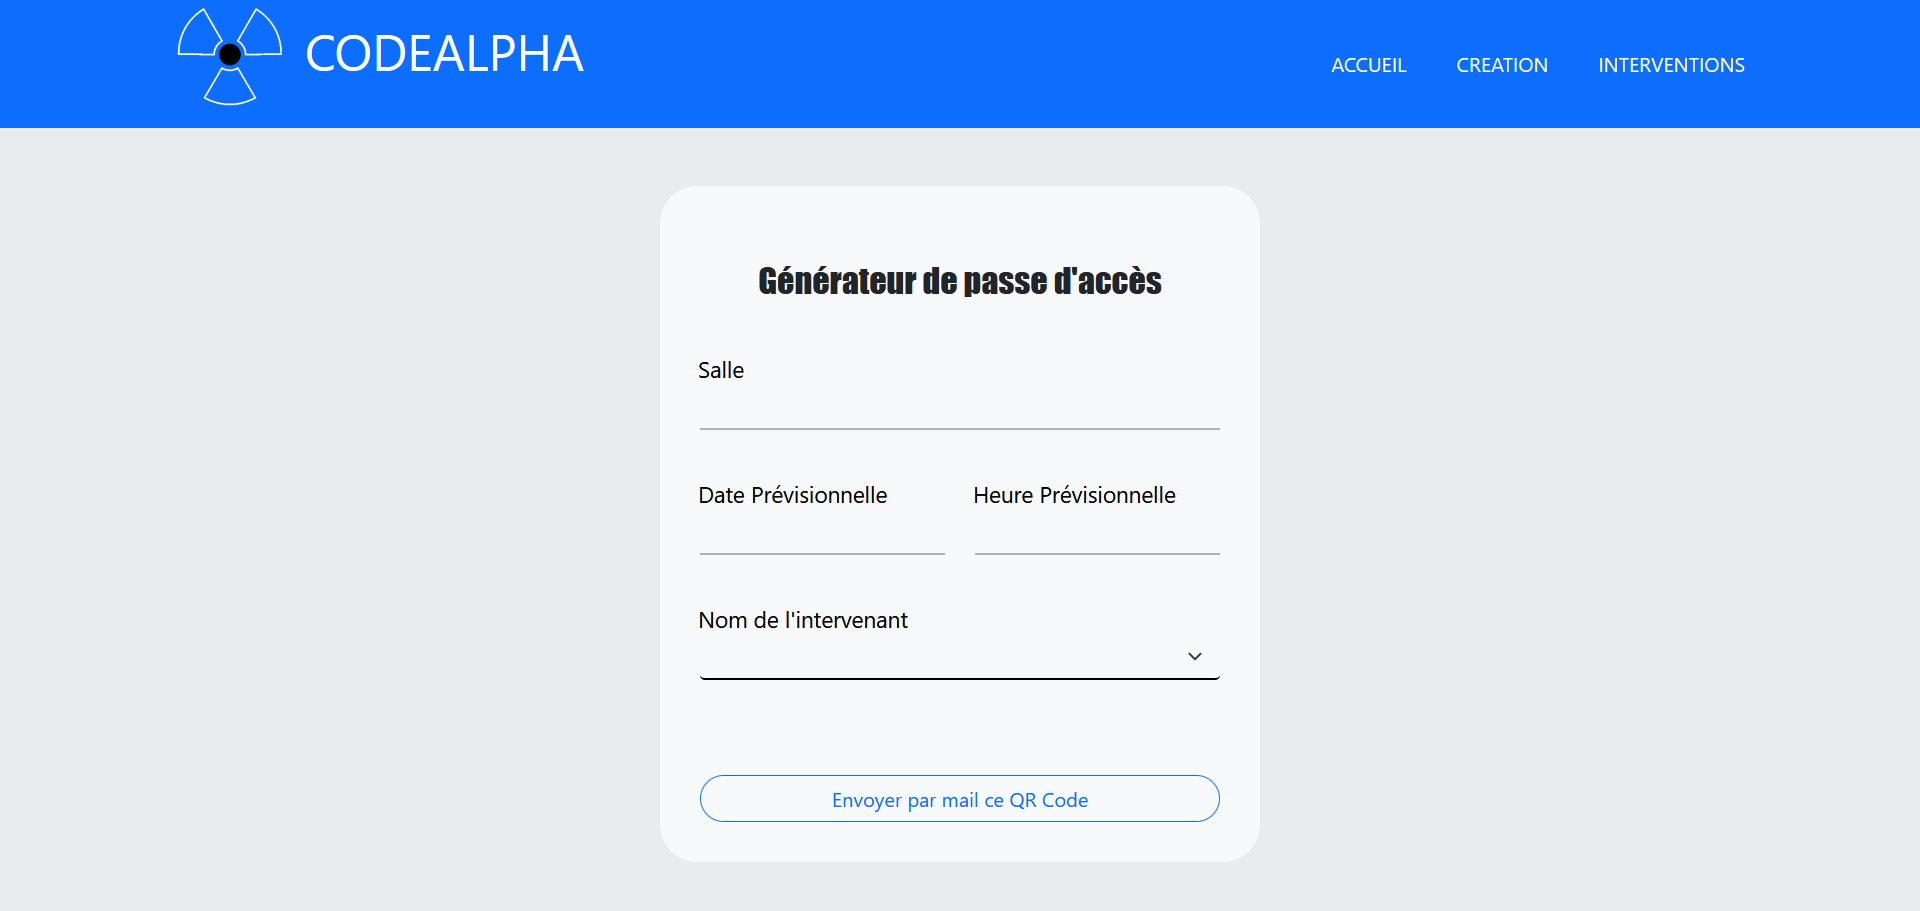 CODEALPHA
ACCUEIL CREATION INTERVENTIONS
Générateur de passe d'accès
Salle
Date Prévisionnelle Heure Prévisionnelle
Nom de l'intervenant
Envoyer par mail ce QR Code